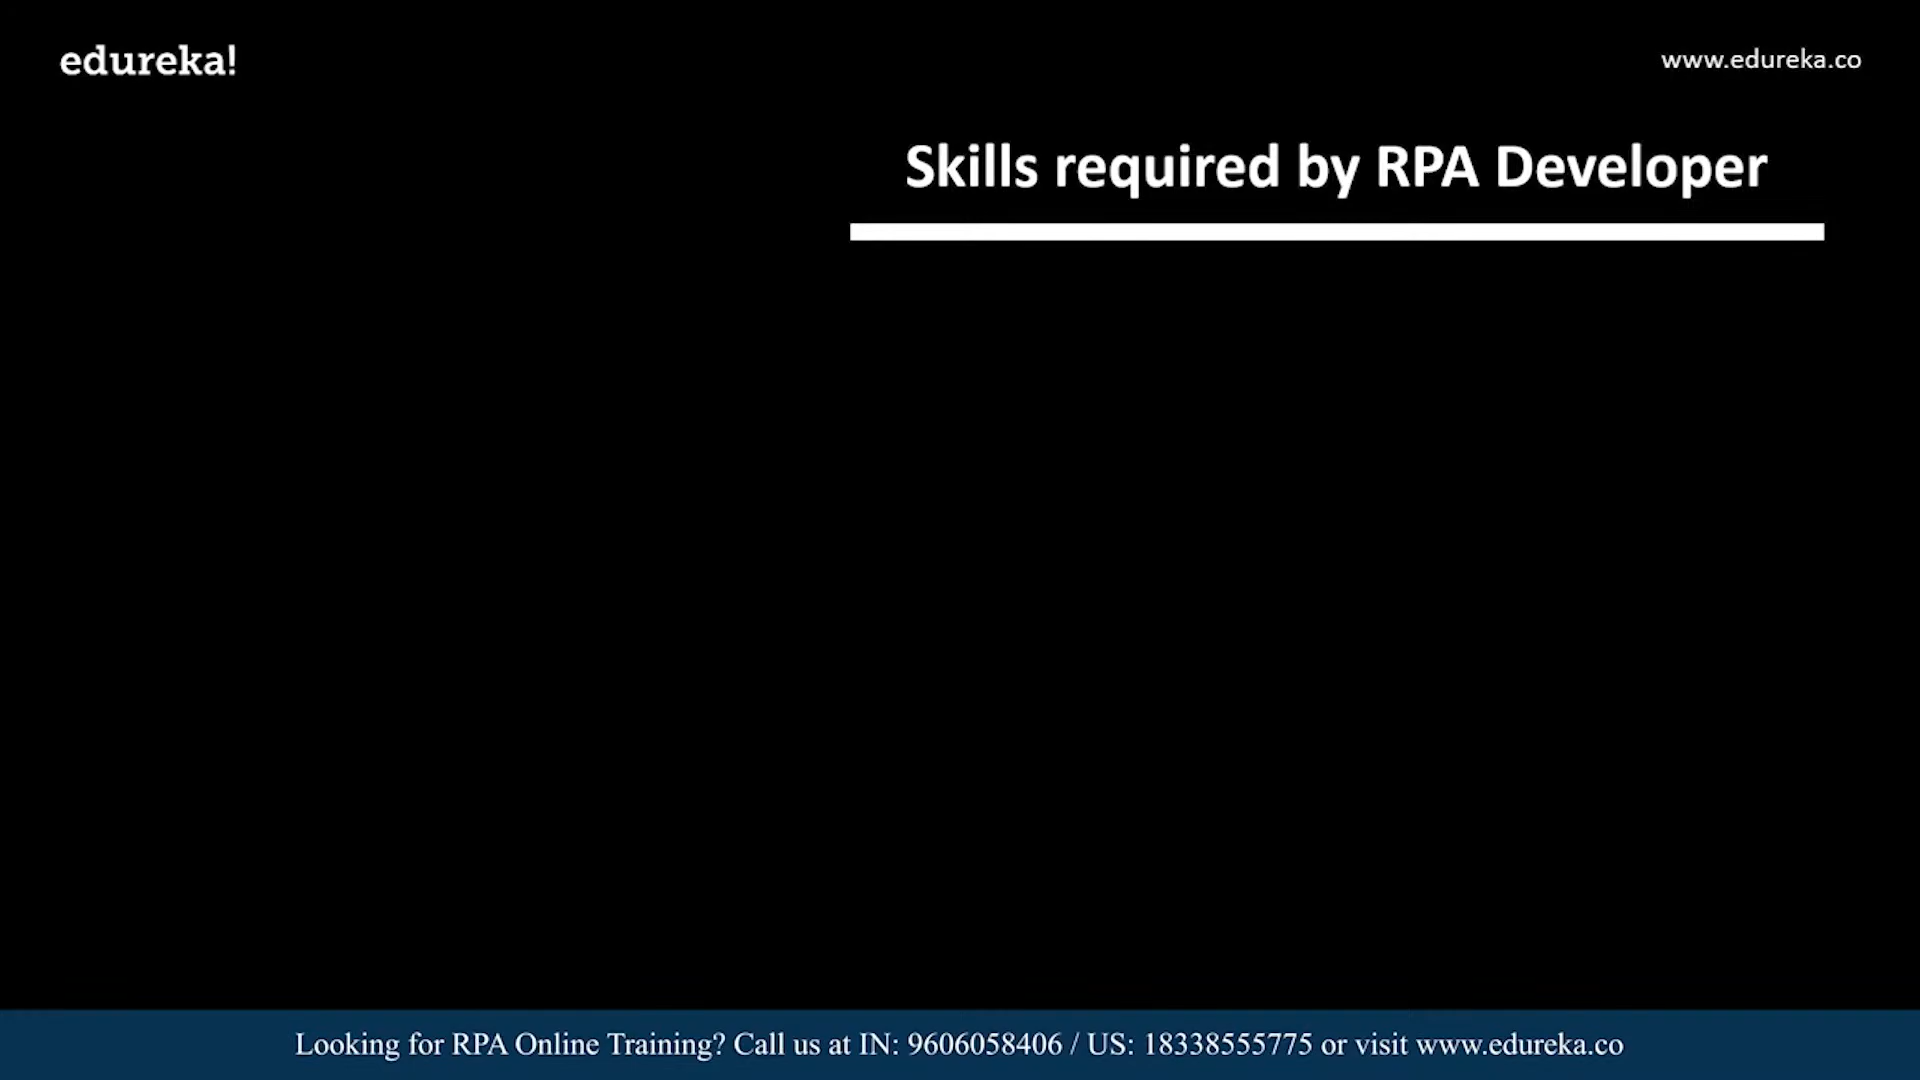 edureka!
www.edureka.co
Skills required by RPA Developer
Looking for RPA Online Training? Call us at IN: 9606058406 / US: 18338555775 or visit www.edureka.co